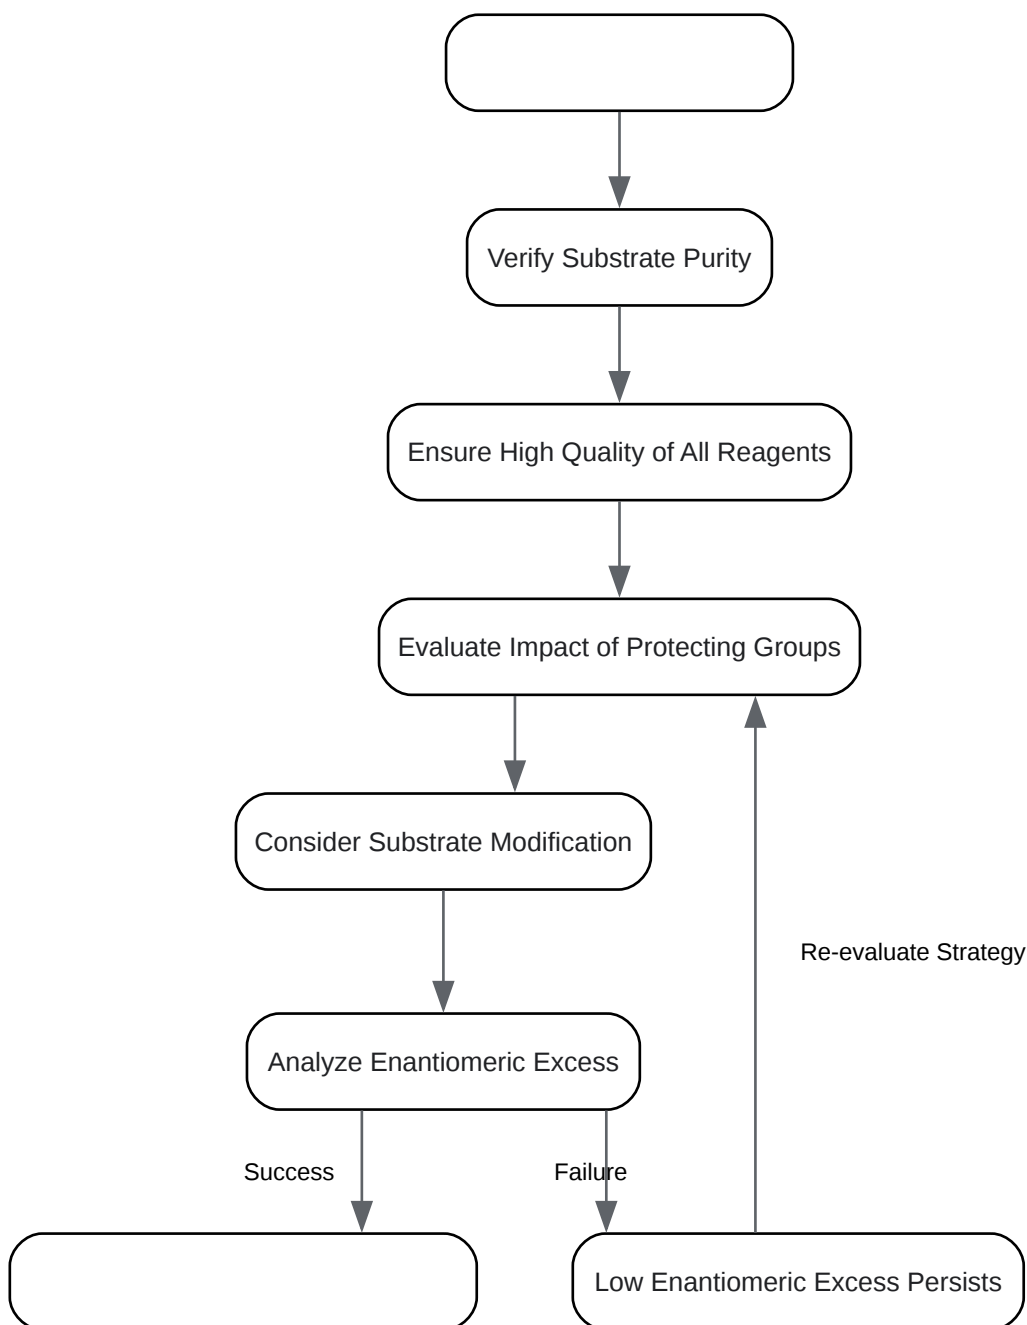 Verify Substrate Purity
Ensure High Quality of All Reagents
Evaluate Impact of Protecting Groups
Consider Substrate Modification
Re-evaluate Strategy
Analyze Enantiomeric Excess
Success
Failure
Low Enantiomeric Excess Persists